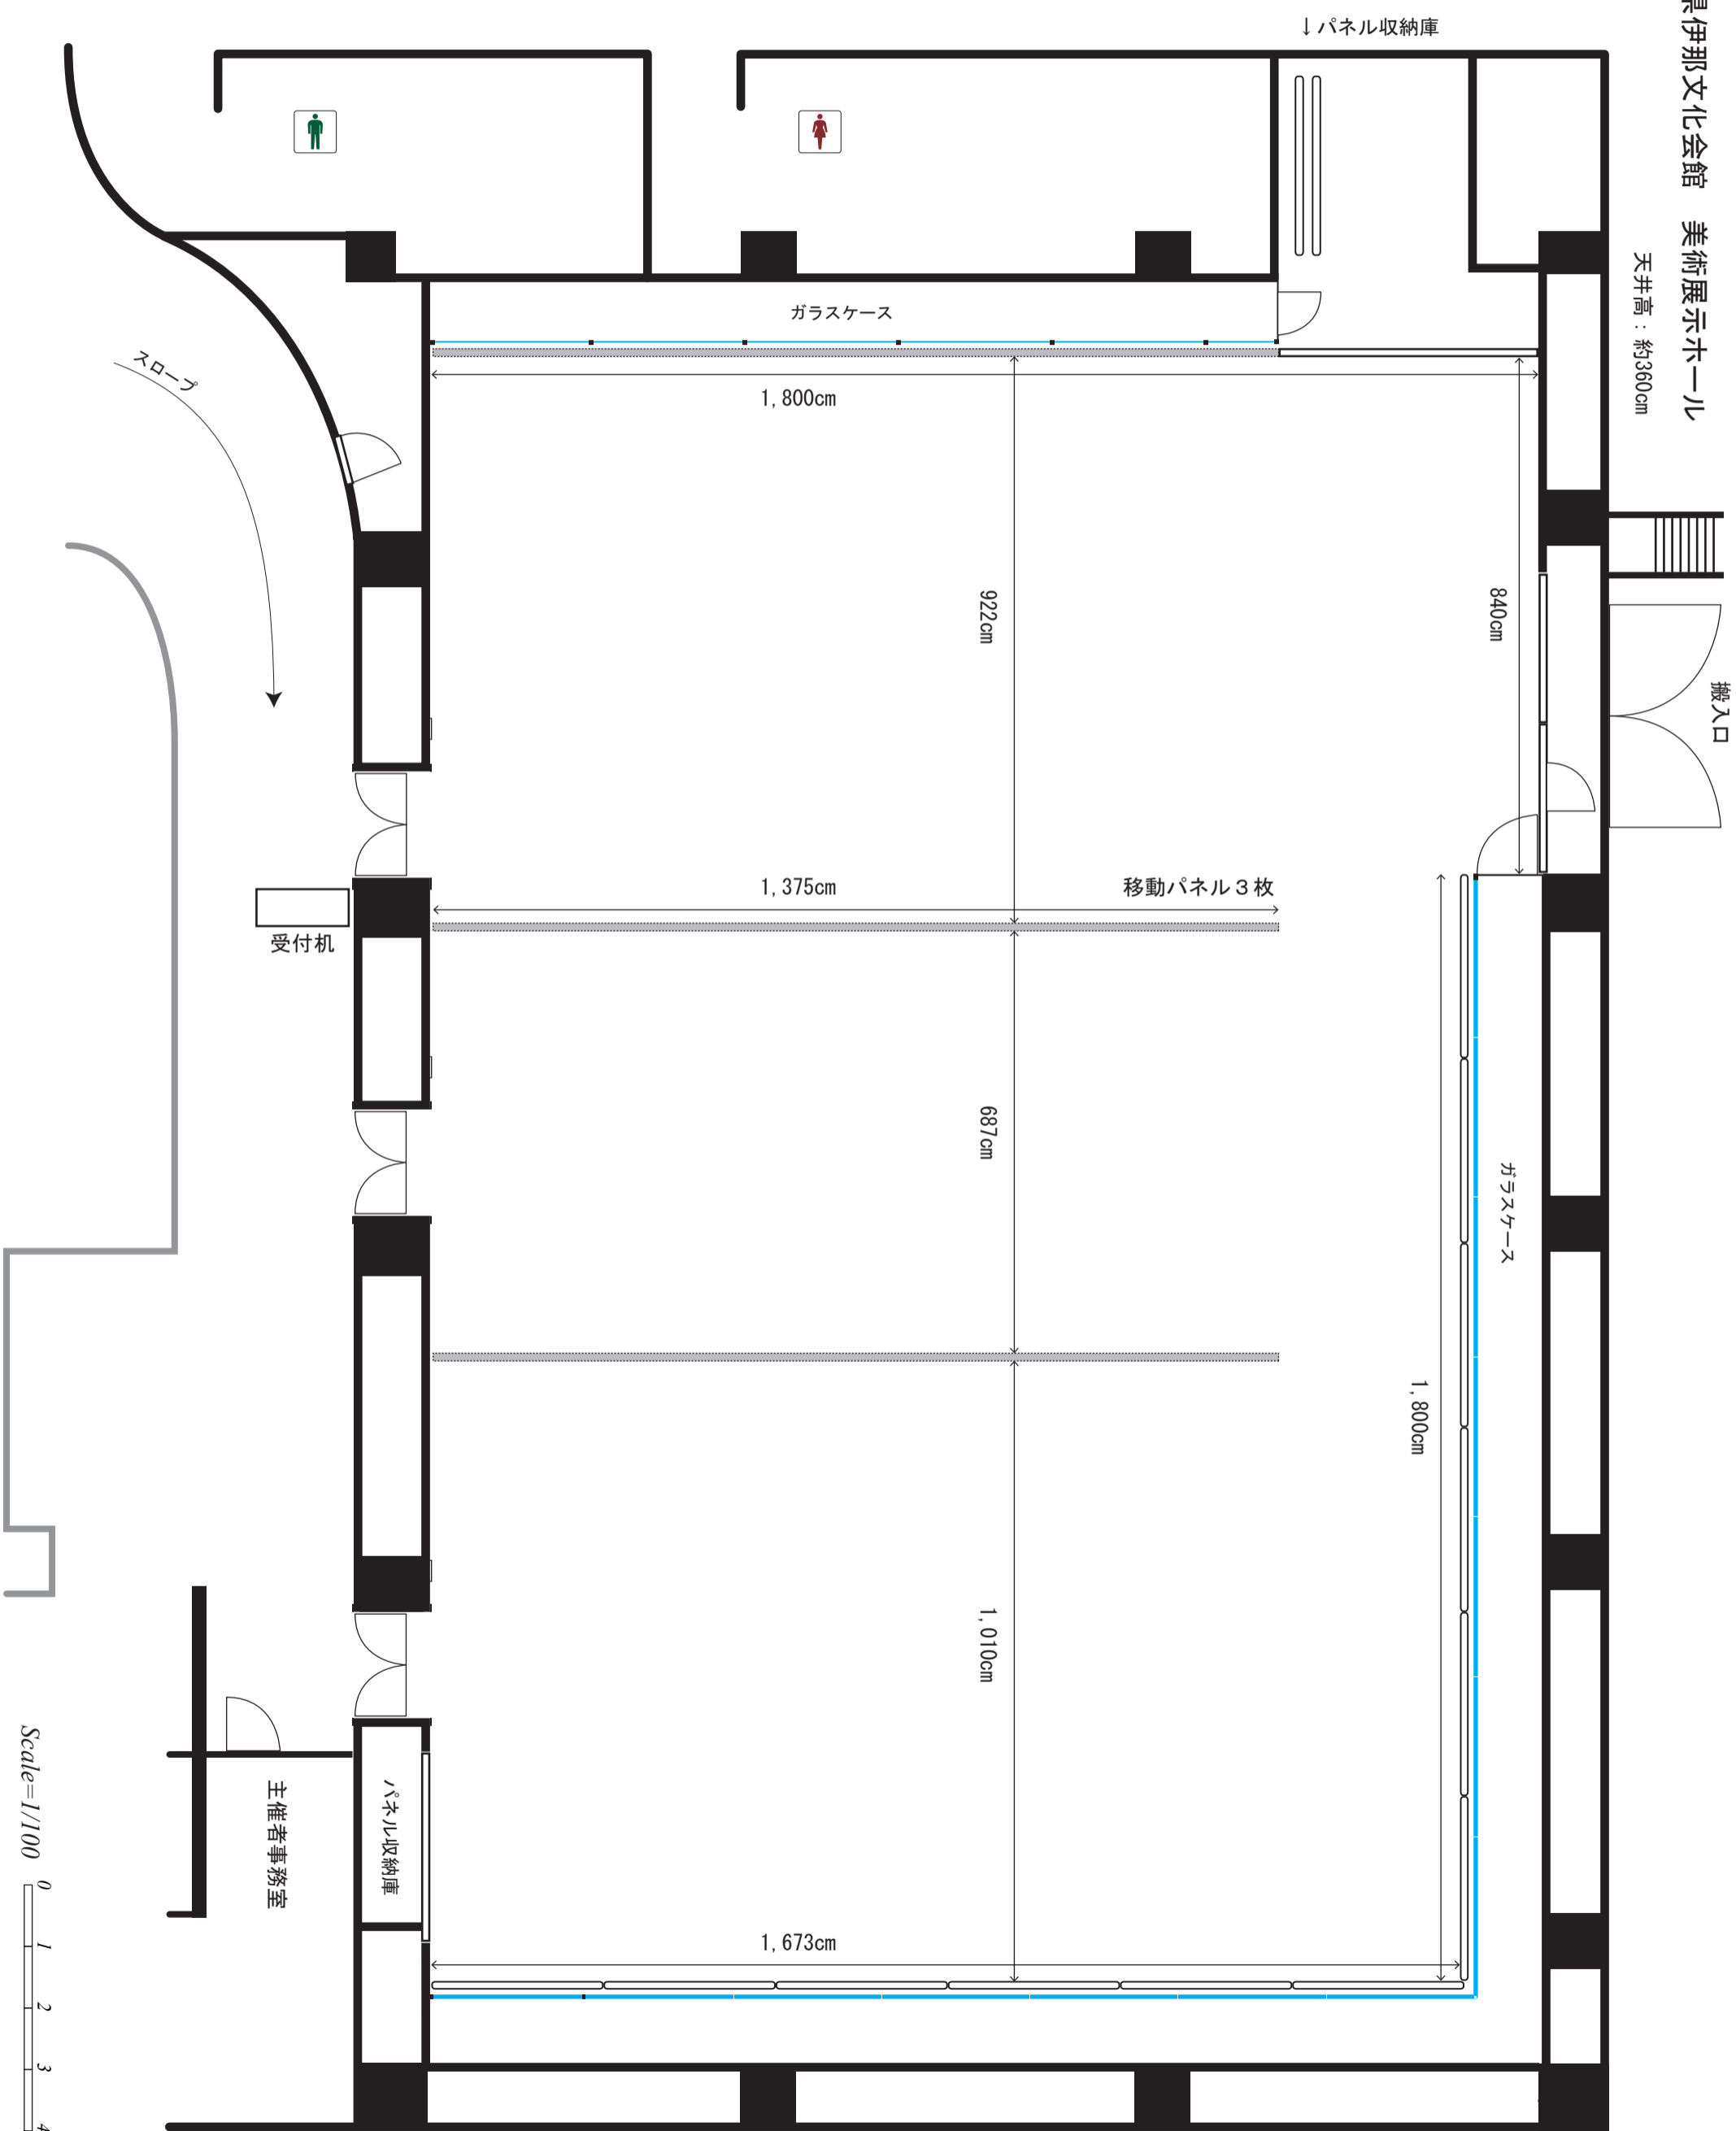 県伊那文化会館　美術展示ホール
天井高：約360cm
↓パネル収納庫
ガラスケース
1,800cm
スロープ
922cm
840cm
搬入口
1,375cm
移動パネル３枚
受付机
687cm
ガラスケース
1,800cm
1,010cm
主催者事務室
パネル収納庫
1,673cm
Scale=1/100
0 1 2 3 4